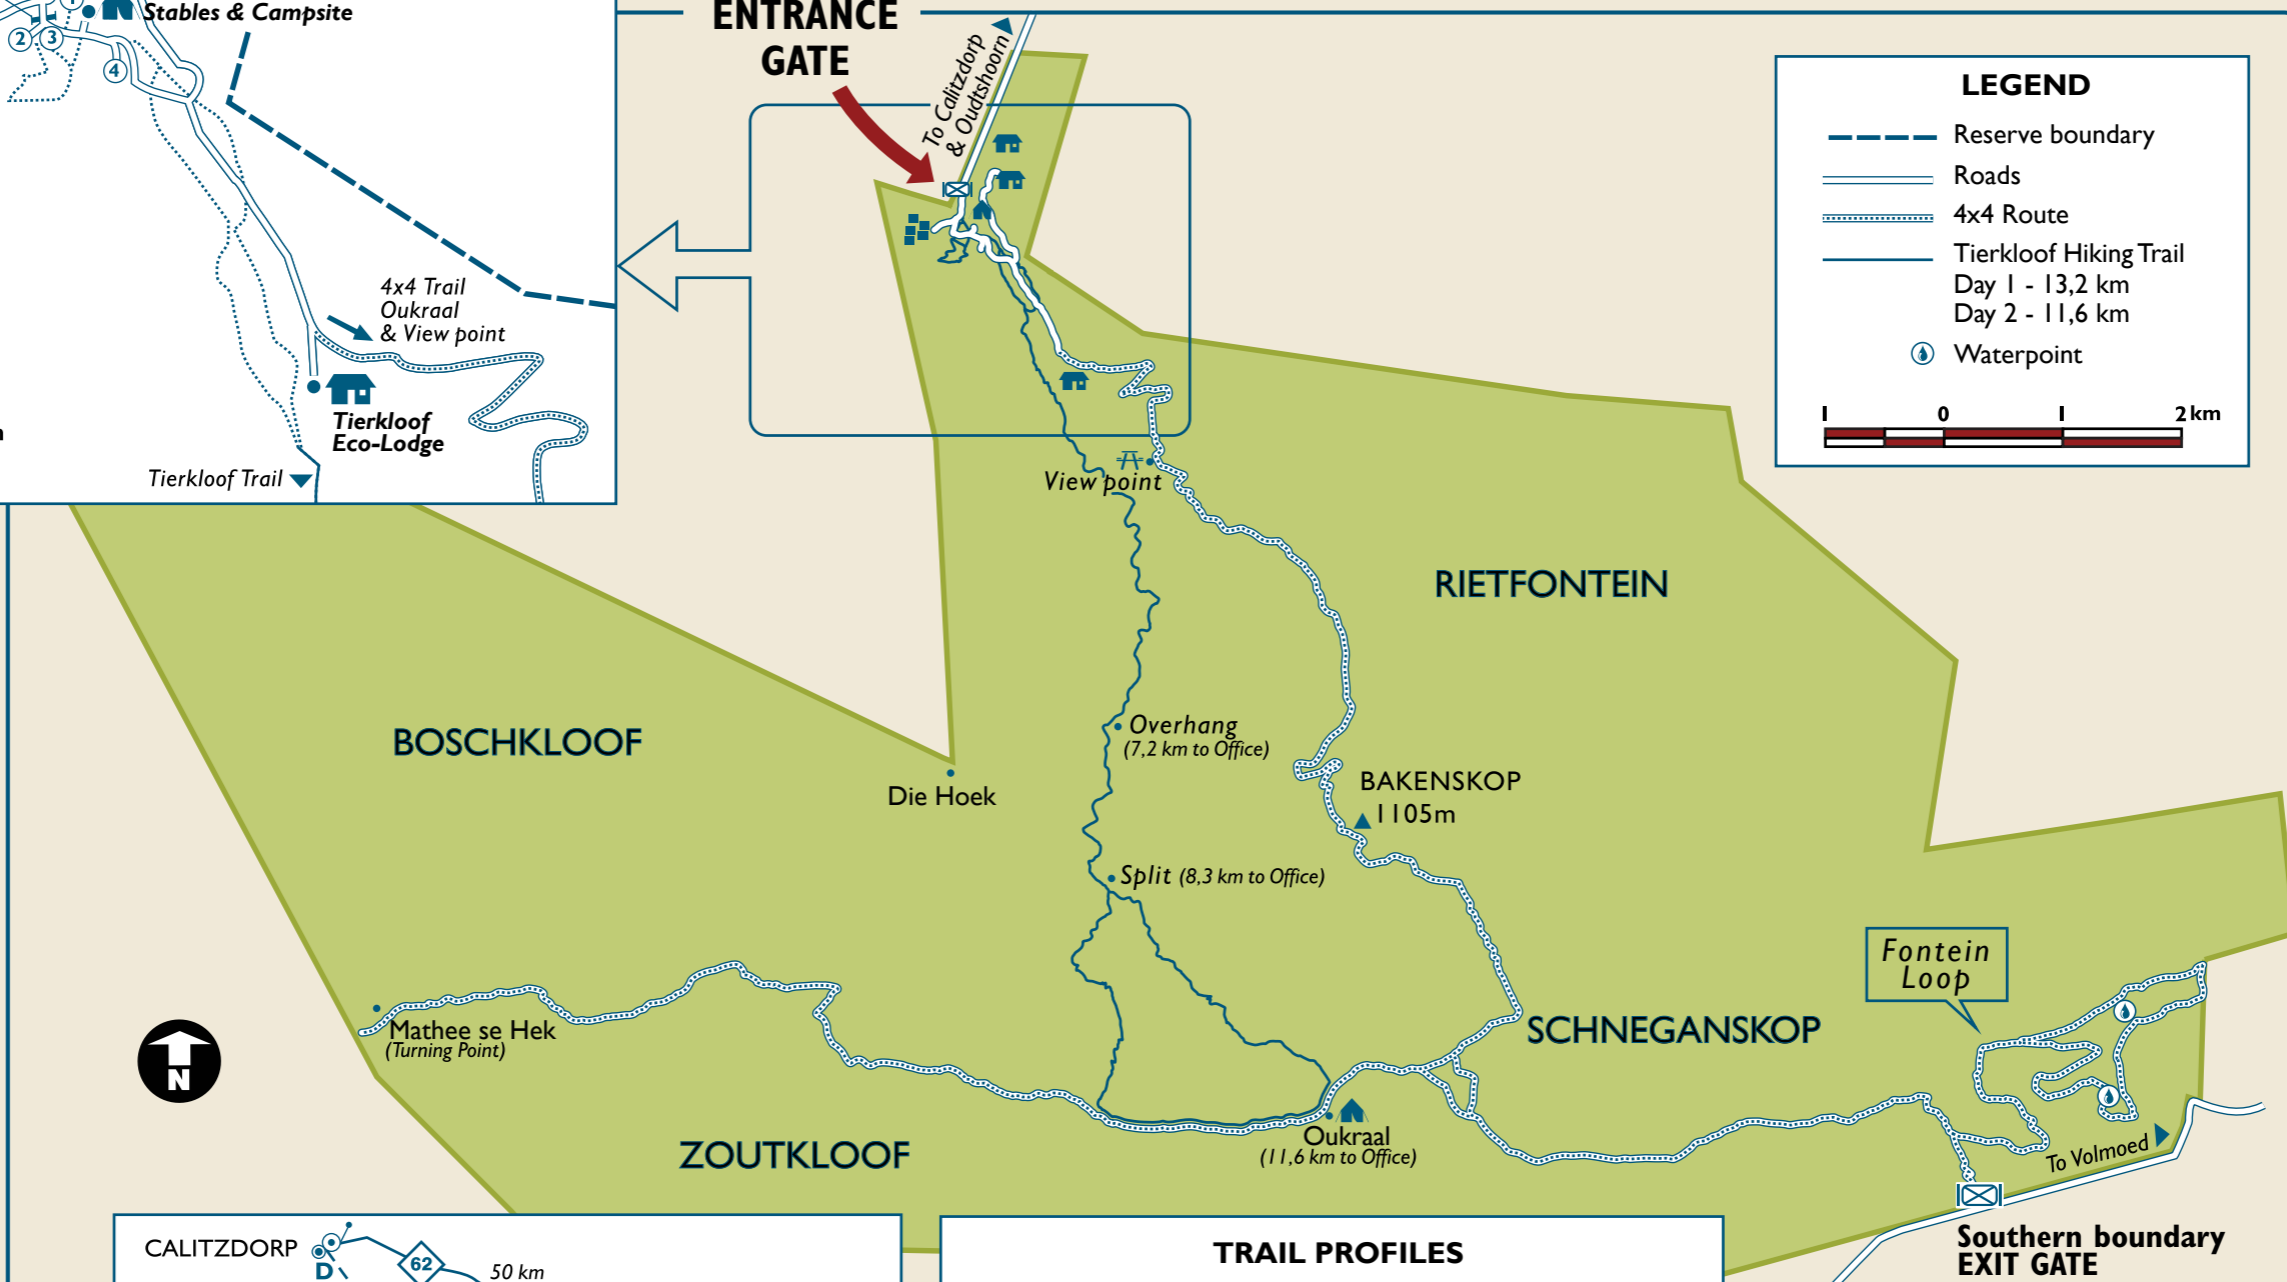 Stables & Campsite
1
2
3
4
4x4 Trail
Oukraal
& View point
Tierkloof
Eco-Lodge
Tierkloof Trail
ENTRANCE
GATE
To Calitzdorp
& Oudtshoorn
LEGEND
Reserve boundary
Roads
4x4 Route
Tierkloof Hiking Trail
Day 1 - 13,2 km
Day 2 - 11,6 km
Waterpoint
1 0 1 2 km
View point
RIETFONTEIN
BOSCHKLOOF
Overhang
(7,2 km to Office)
Die Hoek
BAKENSKOP
1105m
Split (8,3 km to Office)
Fontein
Loop
Mathee se Hek
(Turning Point)
SCHNEGANSKOP
N
Oukraal
(11,6 km to Office)
ZOUTKLOOF
To Volmoed
Southern boundary
EXIT GATE
CALITZDORP
D
62
50 km
TRAIL PROFILES